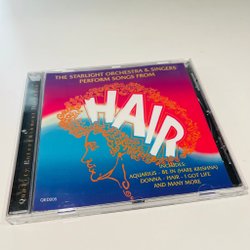 THE STARLIGHT ORCHESTRA & SINGERS
PERFORM SONGS FROM
HAIR
INCLUDES
AQUARIUS - BE IN (HARE KRISHNA)
DONNA - HAIR - I GOT LIFE
AND MANY MORE